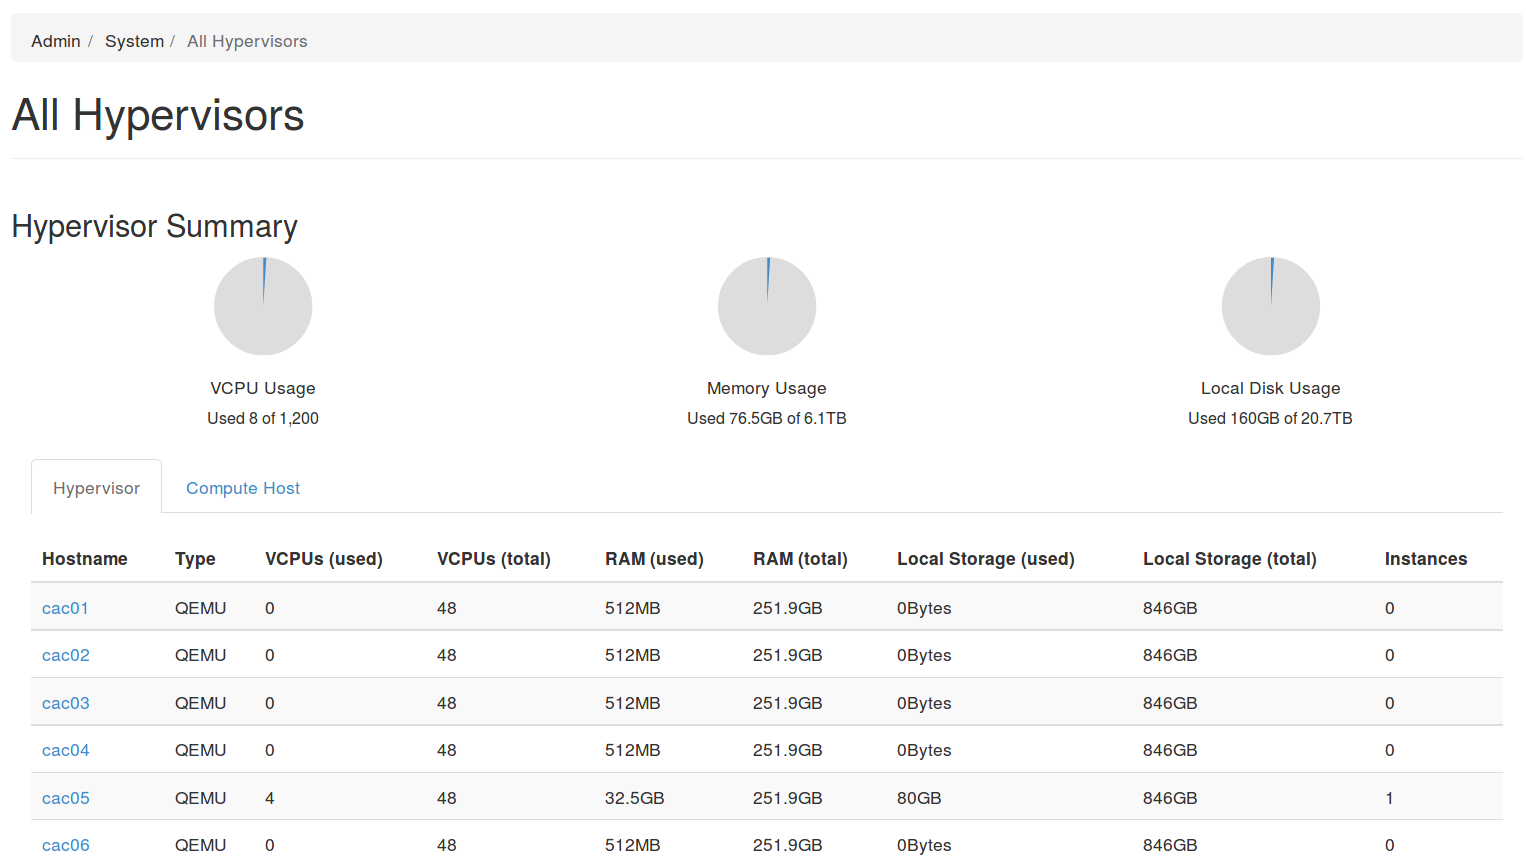 Admin / System / All Hypervisors
All Hypervisors
Hypervisor Summary
VCPU Usage Memory Usage Local Disk Usage
Used 8 of 1,200 Used 76.5GB of 6.1TB Used 160GB of 20.7TB
Hypervisor Compute Host
Hostname Type VCPUs (used) VCPUs (total) RAM (used) RAM (total) Local Storage (used) Local Storage (total) Instances
cac01 QEMU 0 48 512MB 251.9GB 0Bytes 846GB 0
cac02 QEMU 0 48 512MB 251.9GB 0Bytes 846GB 0
cac03 QEMU 0 48 512MB 251.9GB 0Bytes 846GB 0
cac04 QEMU 0 48 512MB 251.9GB 0Bytes 846GB 0
cac05 QEMU 4 48 32.5GB 251.9GB 80GB 846GB 1
cac06 QEMU 0 48 512MB 251.9GB 0Bytes 846GB 0